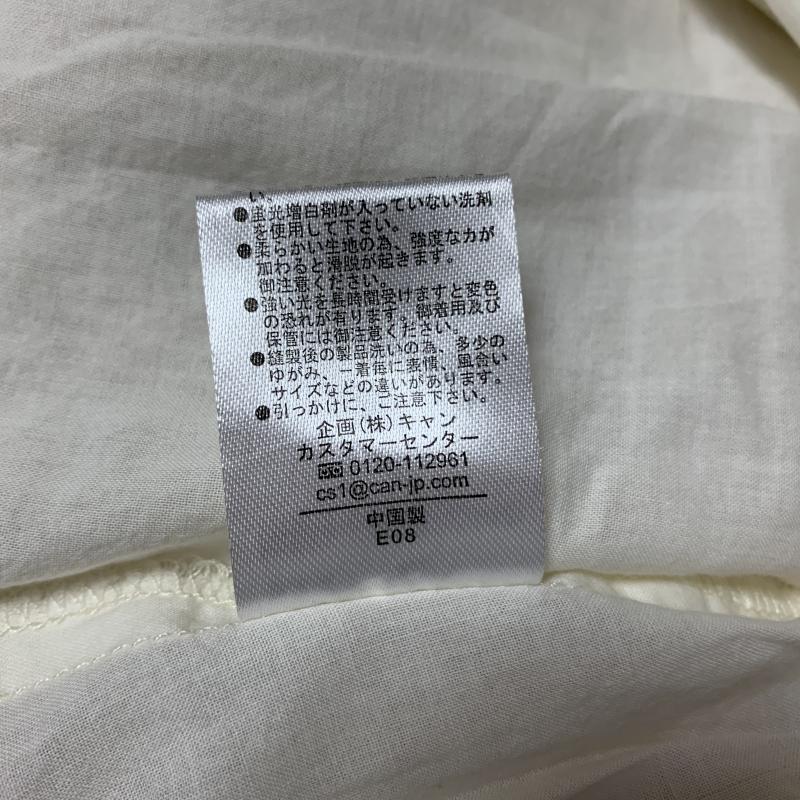 い。
●蛍光増白剤が入っていない洗剤
を使用して下さい。
●柔らかい生地の為、強度な力が
加わると滑脱が起きます。
御注意ください。
●強い光を長時間受けますと変色
の恐れが有ります。御着用及び
保管には御注意ください。
●縫製後の製品洗いの為、多少の
ゆがみ、一着毎に表情、風合い
サイズなどの違いがあります。
●引っかけに、ご注意下さい。
企画(株)キャン
カスタマーセンター
0120-112961
cs1@can-jp.com
中国製
E08